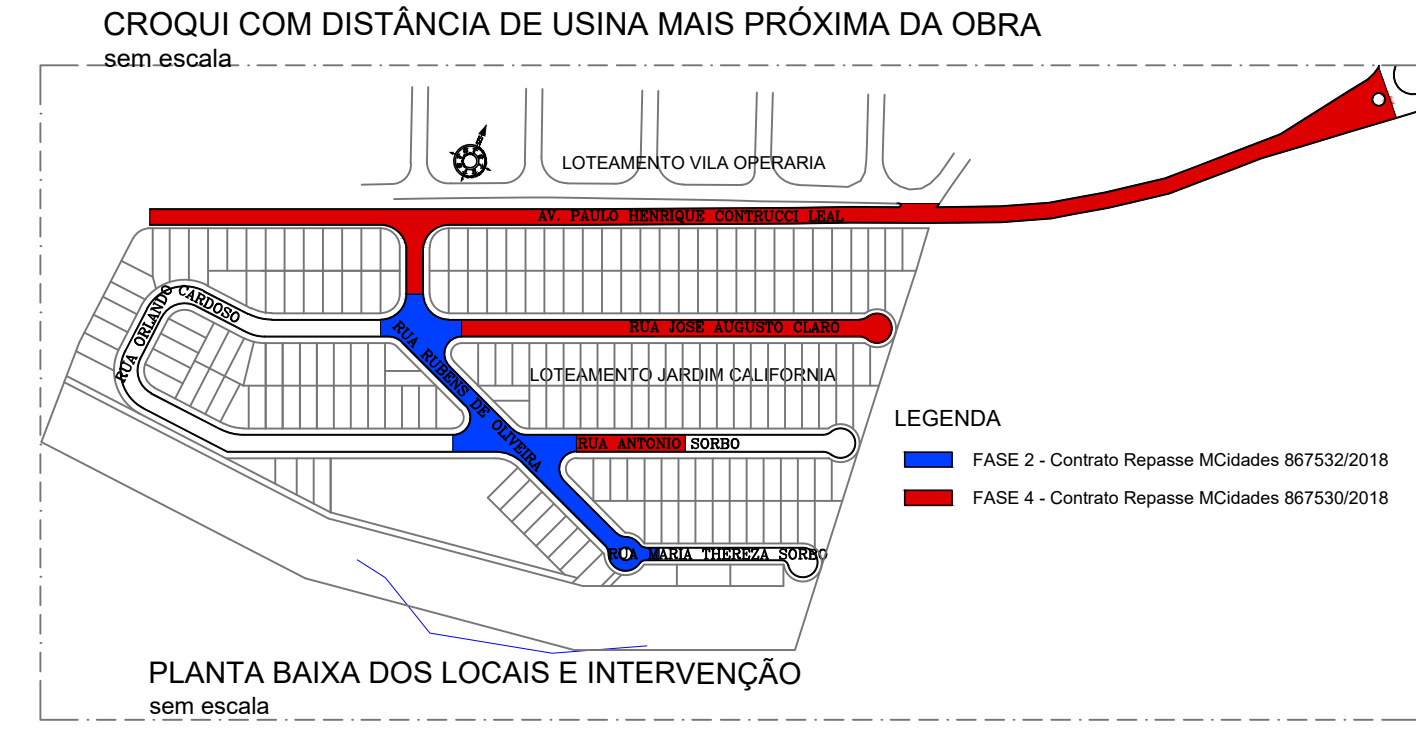 CROQUI COM DISTÂNCIA DE USINA MAIS PRÓXIMA DA OBRA
sem escala
LOTEAMENTO VILA OPERARIA
AV. PAULO HENRIQUE CONTRUCCI LEAL
RUA ORLANDO CARDOSO
RUA RUBENS DE OLIVEIRA
RUA JOSE AUGUSTO CLARO
LOTEAMENTO JARDIM CALIFORNIA
RUA ANTONIO SORBO
RUA MARIA THEREZA SORBO
LEGENDA
FASE 2 - Contrato Repasse MCidades 867532/2018
FASE 4 - Contrato Repasse MCidades 867530/2018
PLANTA BAIXA DOS LOCAIS E INTERVENÇÃO
sem escala